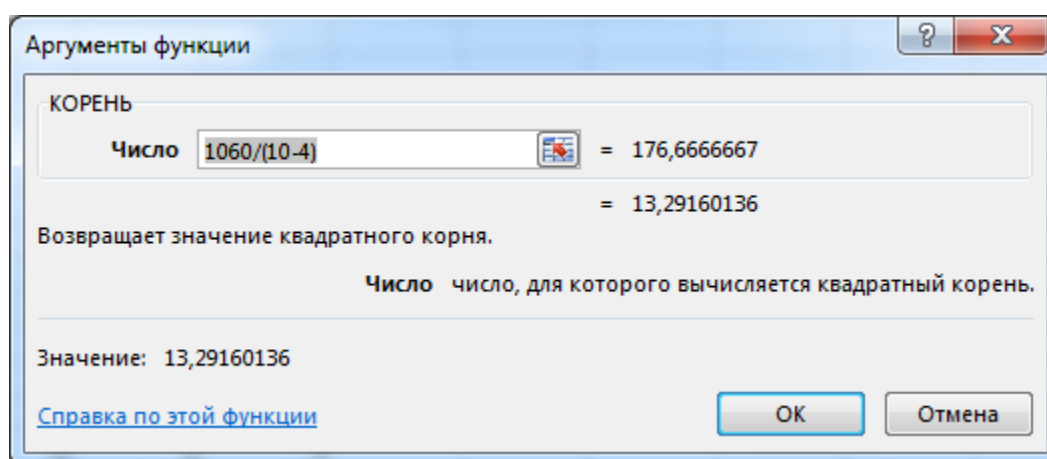 Аргументы функции
КОРЕНЬ
Число 1060/(10-4) = 176,6666667
= 13,29160136
Возвращает значение квадратного корня.
Число число, для которого вычисляется квадратный корень.
Значение: 13,29160136
Справка по этой функции ОК Отмена